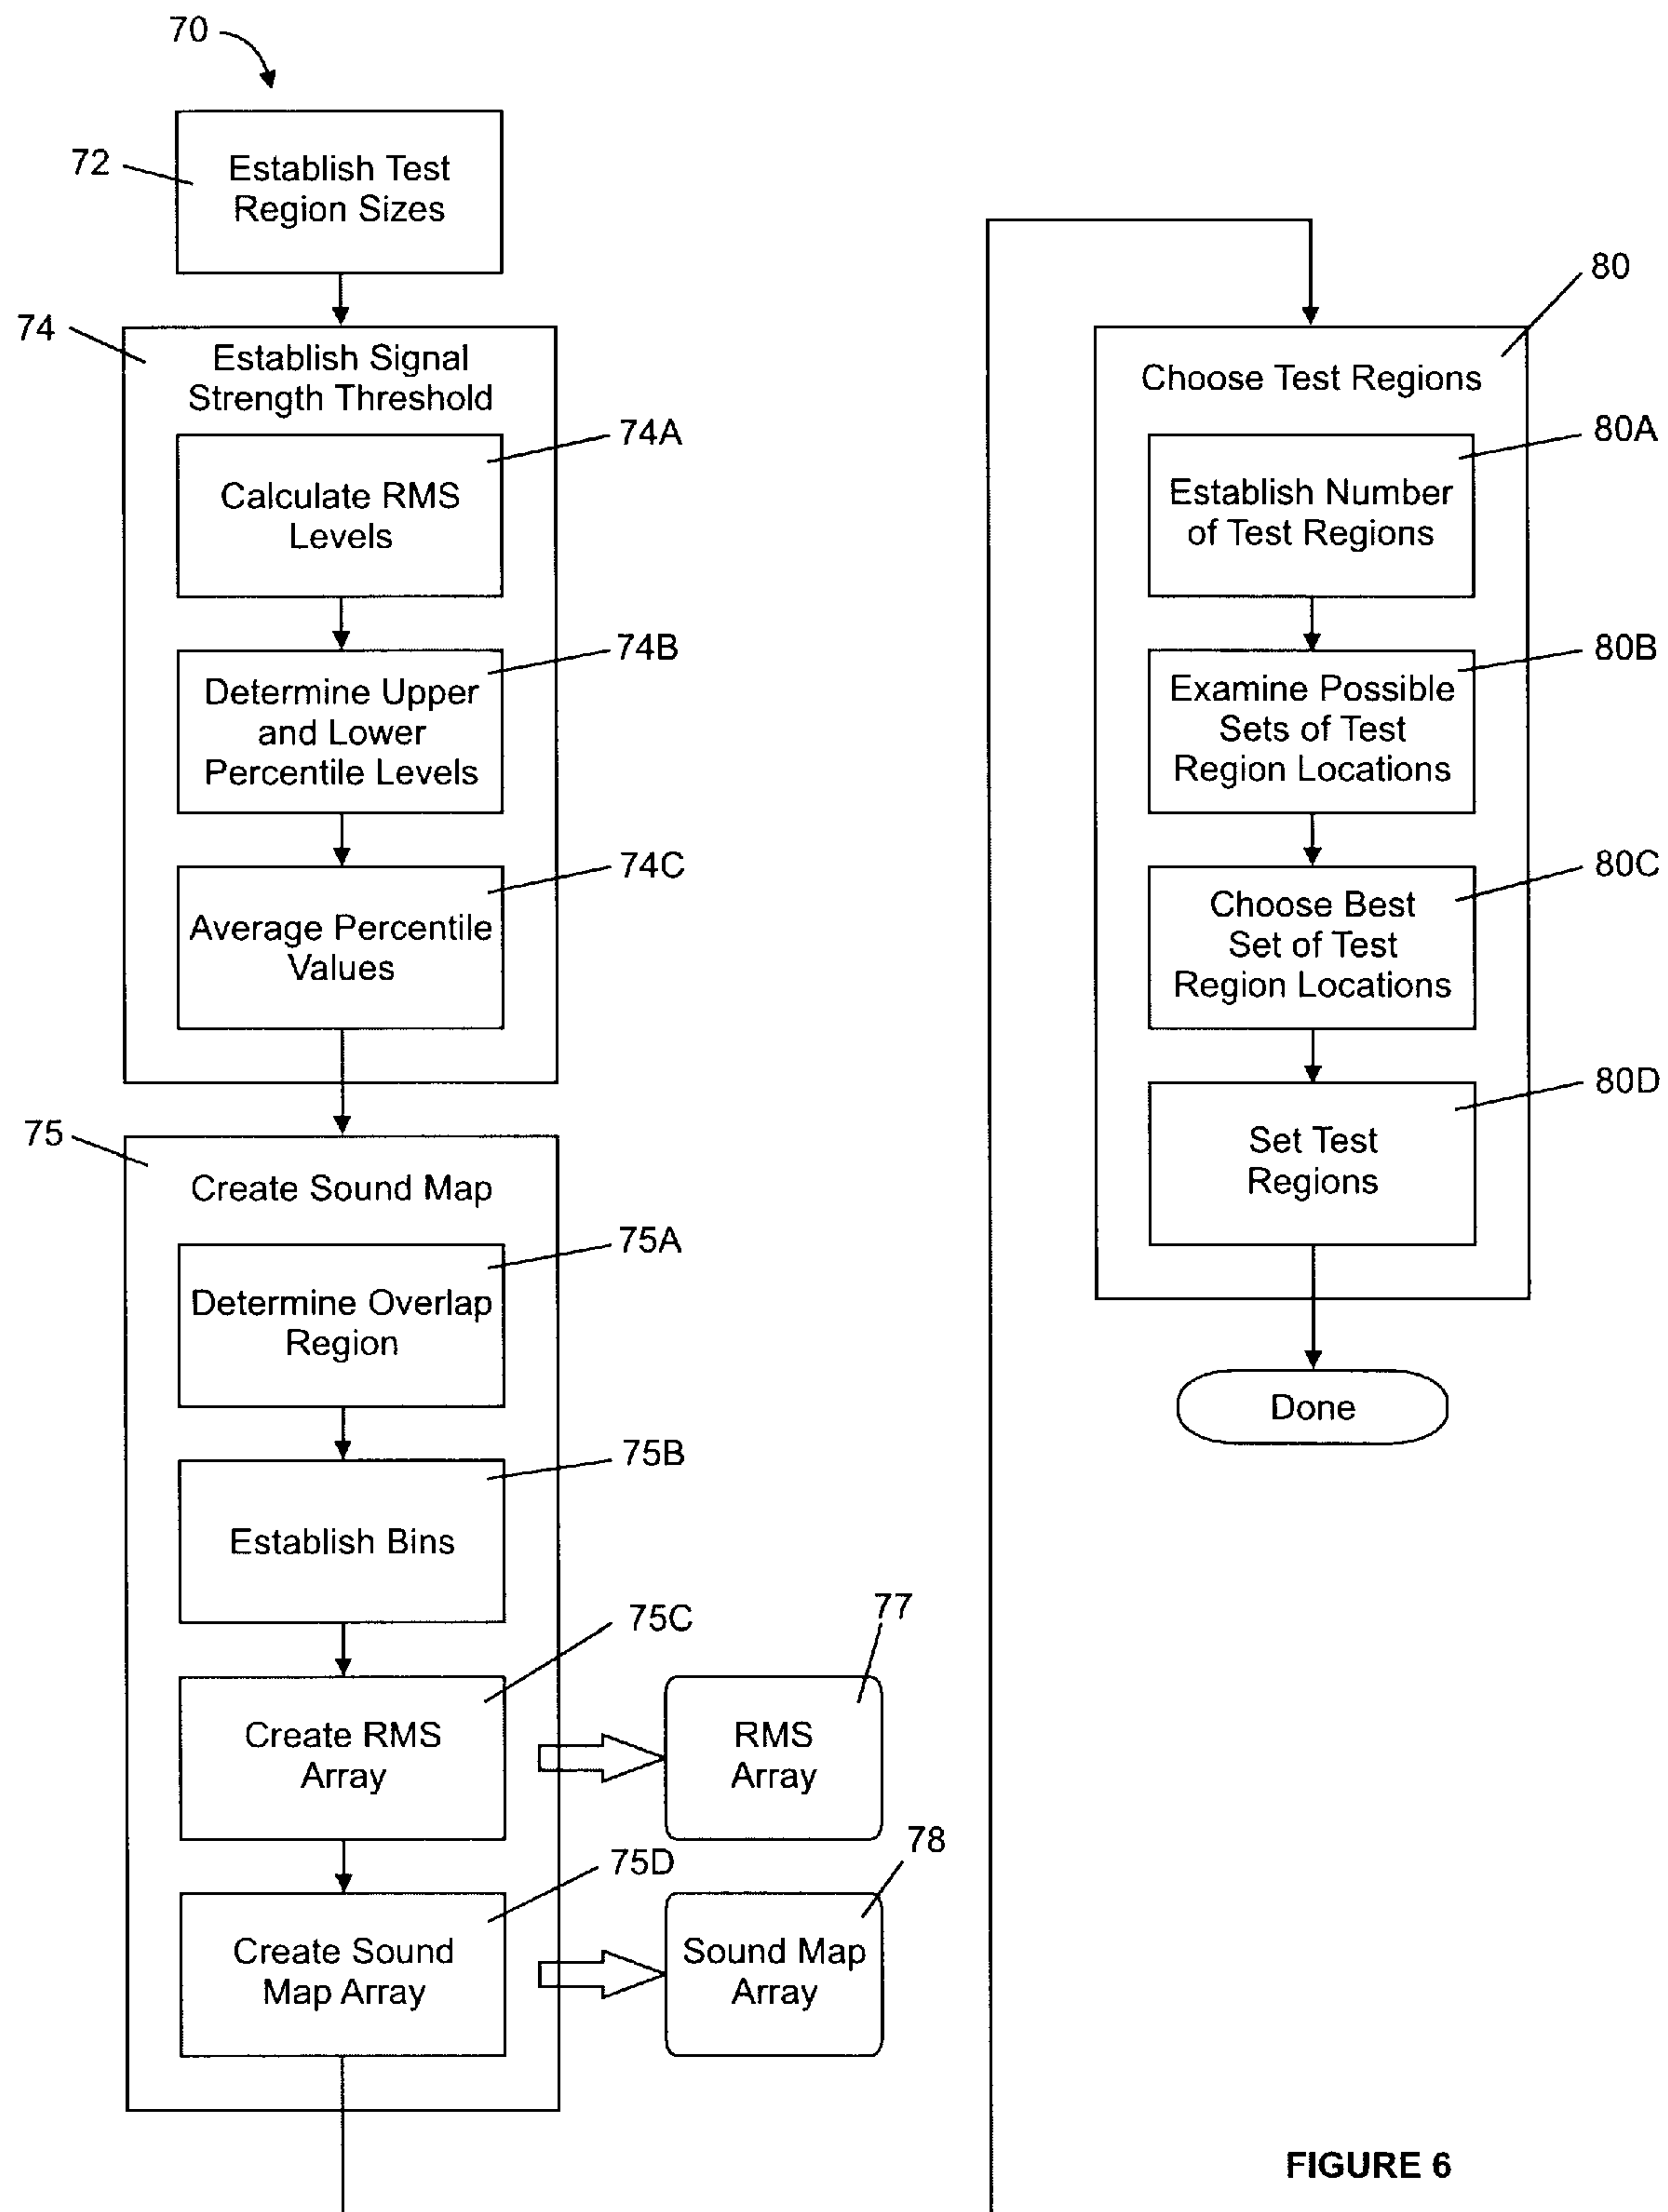 70
72
Establish Test
Region Sizes
74
Establish Signal
Strength Threshold
74A
Calculate RMS
Levels
74B
Determine Upper
and Lower
Percentile Levels
74C
Average Percentile
Values
75
Create Sound Map
75A
Determine Overlap
Region
75B
Establish Bins
75C
Create RMS
Array
77
RMS
Array
75D
Create Sound
Map Array
78
Sound Map
Array
80
Choose Test Regions
80A
Establish Number
of Test Regions
80B
Examine Possible
Sets of Test
Region Locations
80C
Choose Best
Set of Test
Region Locations
80D
Set Test
Regions
Done
FIGURE 6